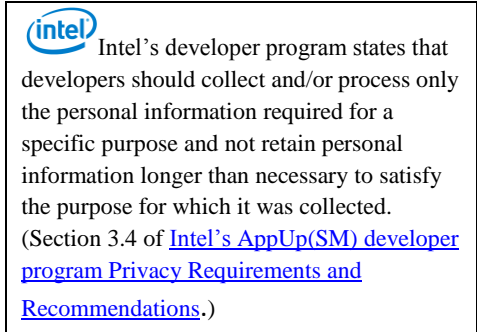 intel Intel’s developer program states that
developers should collect and/or process only
the personal information required for a
specific purpose and not retain personal
information longer than necessary to satisfy
the purpose for which it was collected.
(Section 3.4 of Intel’s AppUp(SM) developer
program Privacy Requirements and
Recommendations.)